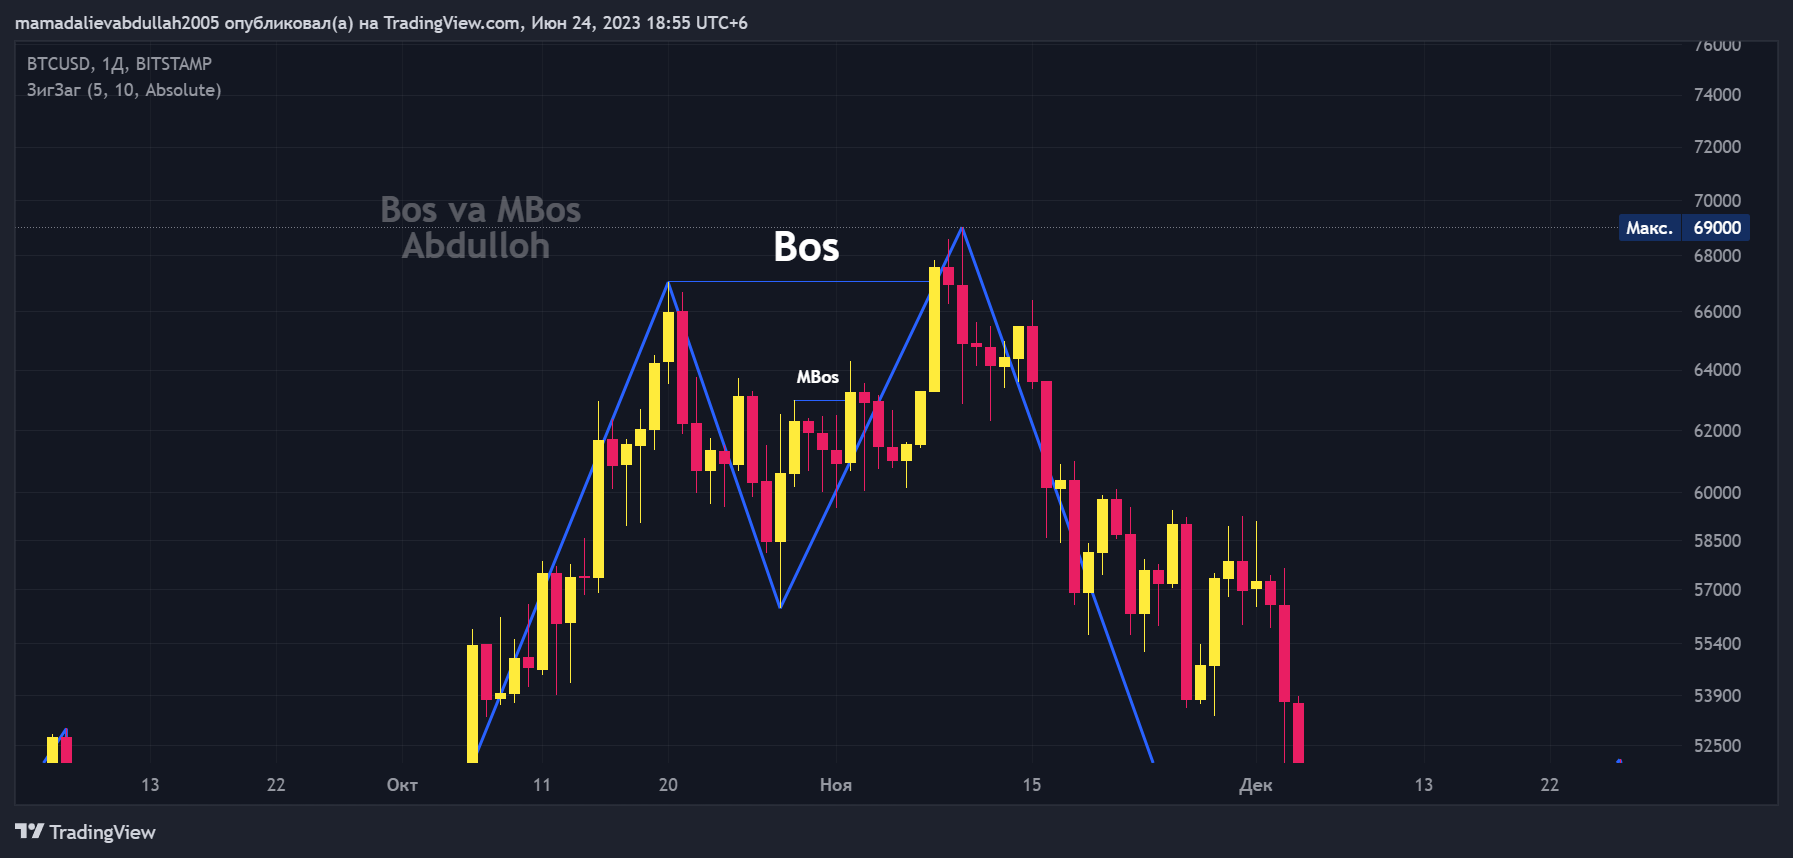 mamadalievabdullah2005 опубликовал(а) на TradingView.com, Июн 24, 2023 18:55 UTC+6
BTCUSD, 1Д, BITSTAMP
ЗигЗаг (5, 10, Absolute)
Bos va MBos
Abdulloh
Bos
MBos
76000
74000
72000
70000
Макс. 69000
68000
66000
64000
62000
60000
58500
57000
55400
53900
52500
13 22 Окт 11 20 Ноя 15 Дек 13 22
TradingView